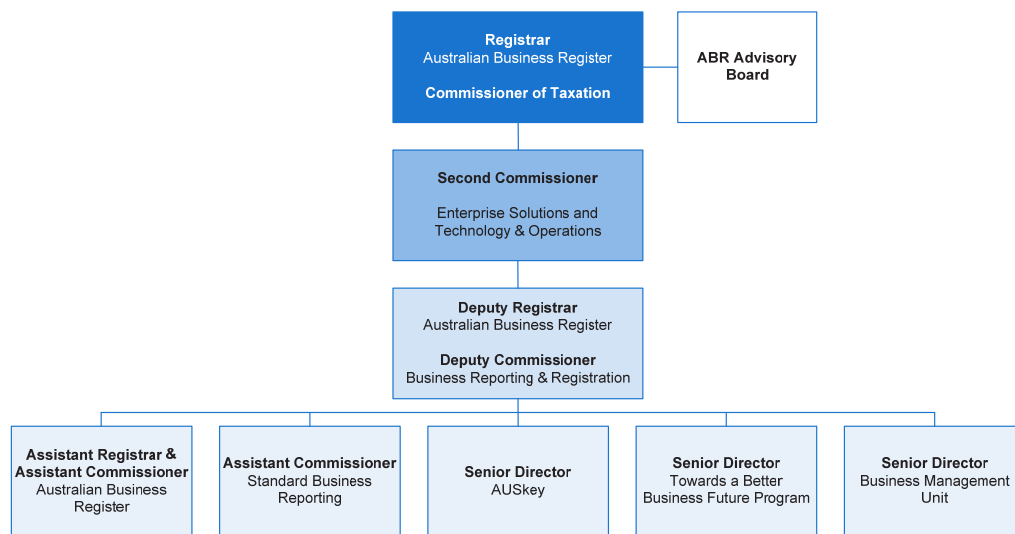 Registrar
Australian Business Register
Commissioner of Taxation
ABR Advisory
Board
Second Commissioner
Enterprise Solutions and
Technology & Operations
Deputy Registrar
Australian Business Register
Deputy Commissioner
Business Reporting & Registration
Assistant Registrar &
Assistant Commissioner
Australian Business
Register
Assistant Commissioner
Standard Business
Reporting
Senior Director
AUSkey
Senior Director
Towards a Better
Business Future Program
Senior Director
Business Management
Unit